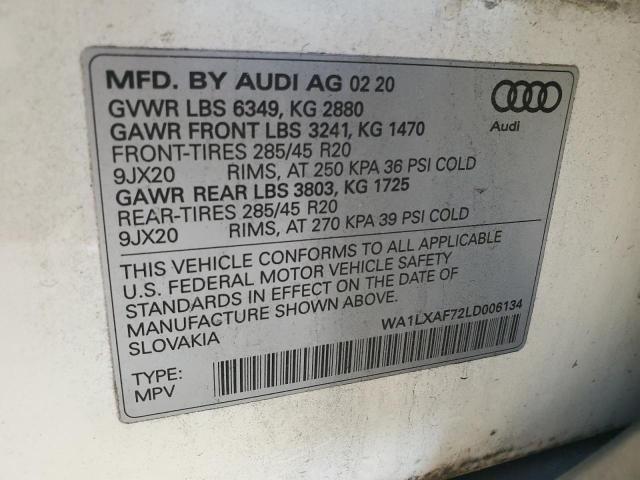 MFD. BY AUDI AG 02 20
GVWR LBS 6349, KG 2880
GAWR FRONT LBS 3241, KG 1470
FRONT-TIRES 285/45 R20
9JX20 RIMS, AT 250 KPA 36 PSI COLD
GAWR REAR LBS 3803, KG 1725
REAR-TIRES 285/45 R20
9JX20 RIMS, AT 270 KPA 39 PSI COLD
Audi
THIS VEHICLE CONFORMS TO ALL APPLICABLE
U.S. FEDERAL MOTOR VEHICLE SAFETY
STANDARDS IN EFFECT ON THE DATE OF
MANUFACTURE SHOWN ABOVE.
SLOVAKIA
WA1LXAF72LD006134
TYPE:
MPV